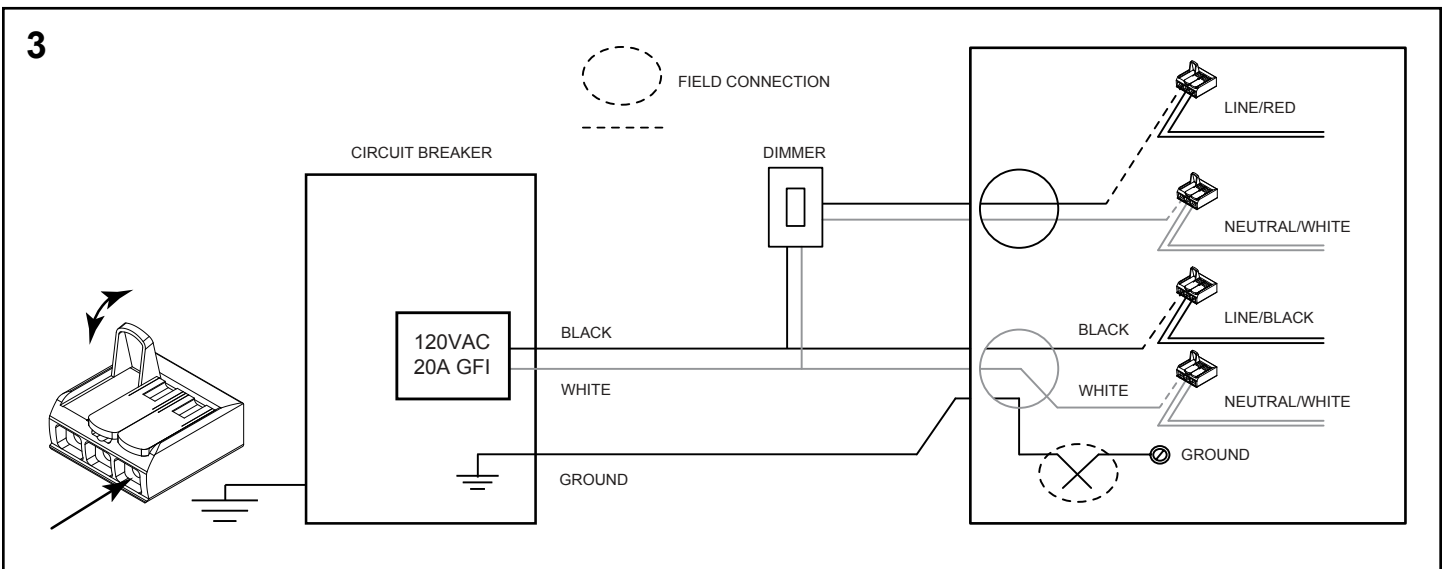 3
FIELD CONNECTION
CIRCUIT BREAKER
DIMMER
LINE/RED
NEUTRAL/WHITE
120VAC
20A GFI
BLACK
WHITE
BLACK
LINE/BLACK
WHITE
NEUTRAL/WHITE
GROUND
GROUND